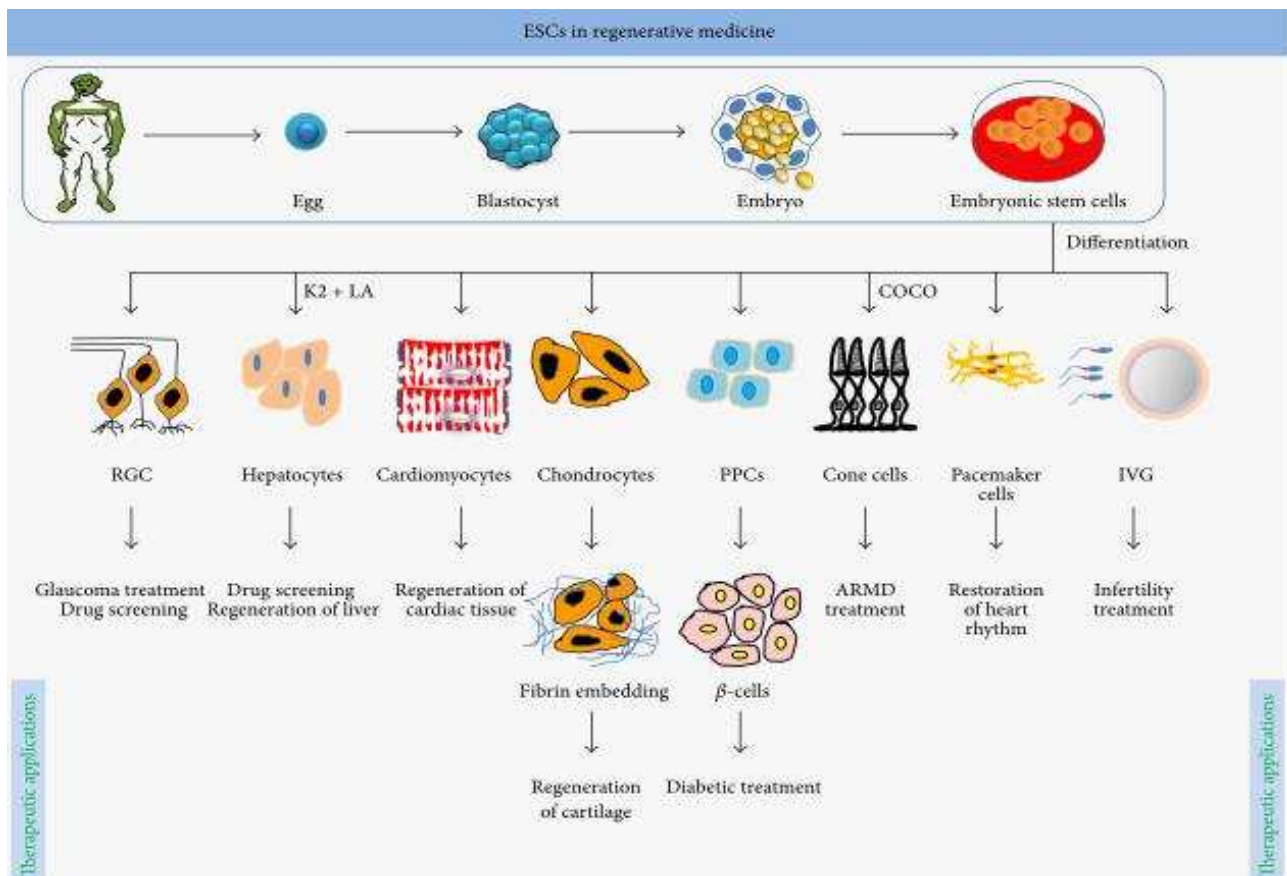 ESCs in regenerative medicine
Egg
Blastocyst
Embryo
Embryonic stem cells
Differentiation
K2 + LA
COCO
RGC
Hepatocytes
Cardiomyocytes
Chondrocytes
PPCs
Cone cells
Pacemaker
cells
IVG
Glaucoma treatment
Drug screening
Drug screening
Regeneration of liver
Regeneration of
cardiac tissue
ARMD
treatment
Restoration
of heart
rhythm
Infertility
treatment
Fibrin embedding
β-cells
Regeneration
of cartilage
Diabetic treatment
Therapeutic applications
Therapeutic applications